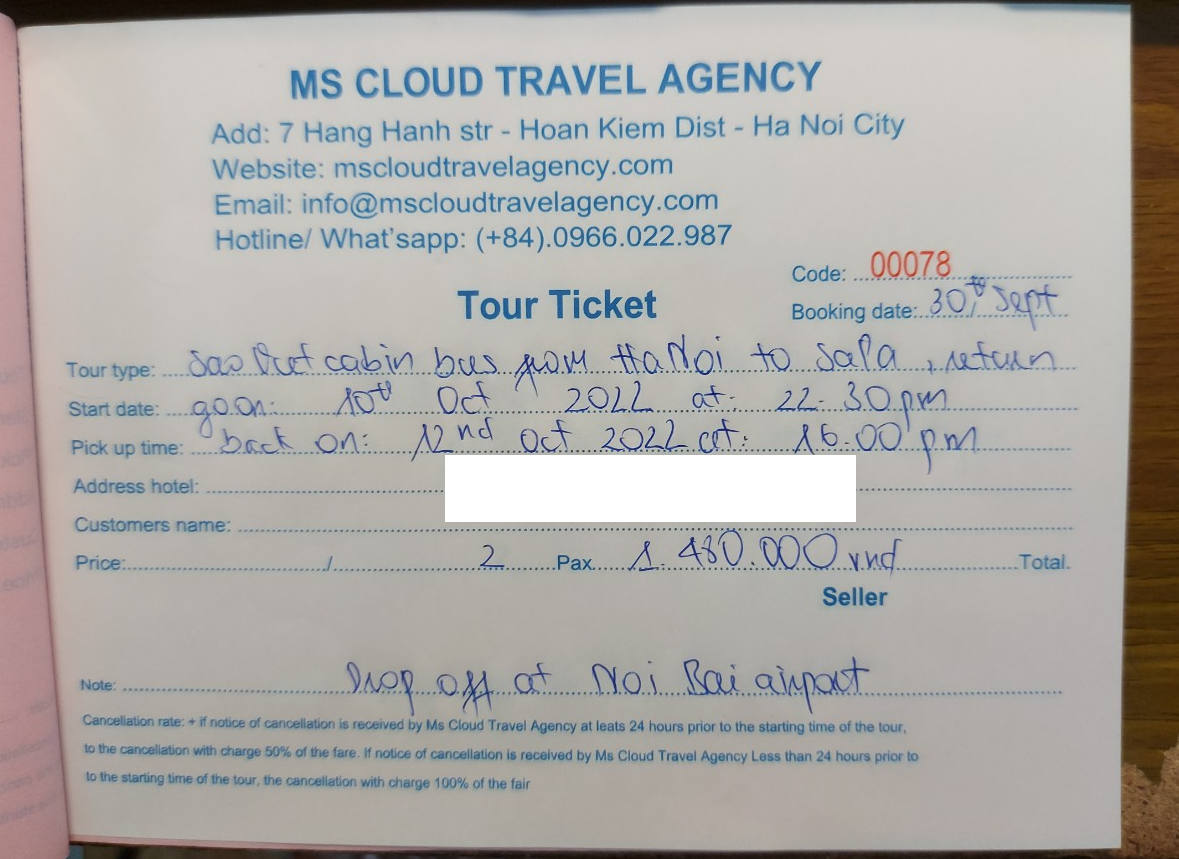 MS CLOUD TRAVEL AGENCY
Add: 7 Hang Hanh str - Hoan Kiem Dist - Ha Noi City
Website: mscloudtravelagency.com
Email: info@mscloudtravelagency.com
Hotline/ What'sapp: (+84).0966.022.987
Code: 00078
Tour Ticket
Booking date: 30th Sept
Tour type: Sao Viet cabin bus from Ha Noi to SaPa, return
Start date: go on: 10th Oct 2022 at: 22.30 pm
Pick up time: back on: 12nd Oct 2022 at: 16.00 pm
Address hotel:
Customers name:
Price: / 2 Pax 1.480.000 vnd Total.
Seller
Note: Drop off at Noi Bai airport
Cancellation rate: + if notice of cancellation is received by Ms Cloud Travel Agency at leats 24 hours prior to the starting time of the tour,
to the cancellation with charge 50% of the fare. If notice of cancellation is received by Ms Cloud Travel Agency Less than 24 hours prior to
to the starting time of the tour, the cancellation with charge 100% of the fair